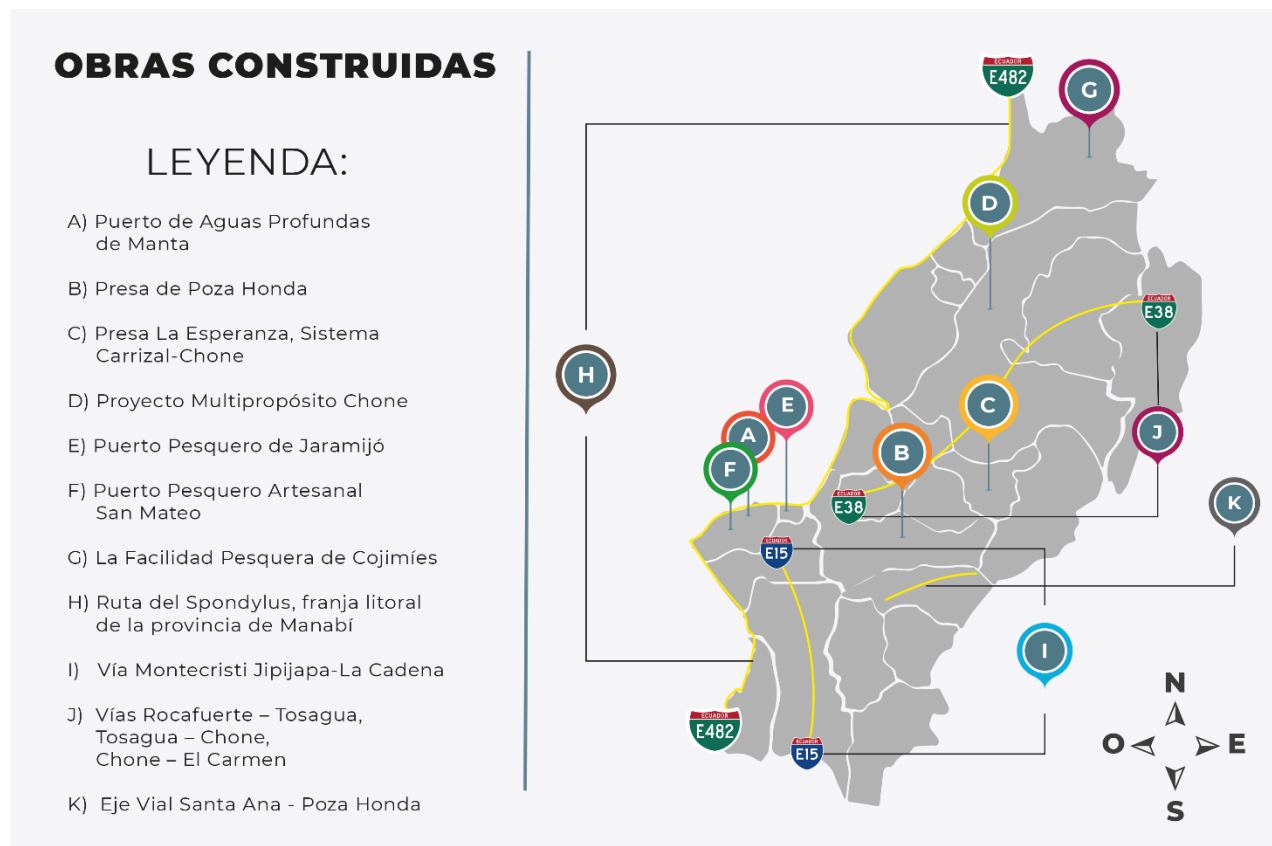 OBRAS CONSTRUIDAS
LEYENDA:
A) Puerto de Aguas Profundas
de Manta
B) Presa de Poza Honda
C) Presa La Esperanza, Sistema
Carrizal-Chone
D) Proyecto Multipropósito Chone
E) Puerto Pesquero de Jaramijó
F) Puerto Pesquero Artesanal
San Mateo
G) La Facilidad Pesquera de Cojimíes
H) Ruta del Spondylus, franja litoral
de la provincia de Manabí
I) Vía Montecristi Jipijapa-La Cadena
J) Vías Rocafuerte – Tosagua,
Tosagua – Chone,
Chone – El Carmen
K) Eje Vial Santa Ana - Poza Honda
ECUADOR
E482
G
D
ECUADOR
E38
H
E
C
A
J
B
F
ECUADOR
E38
K
ECUADOR
E15
I
ECUADOR
E482
ECUADOR
E15
N
O
E
S